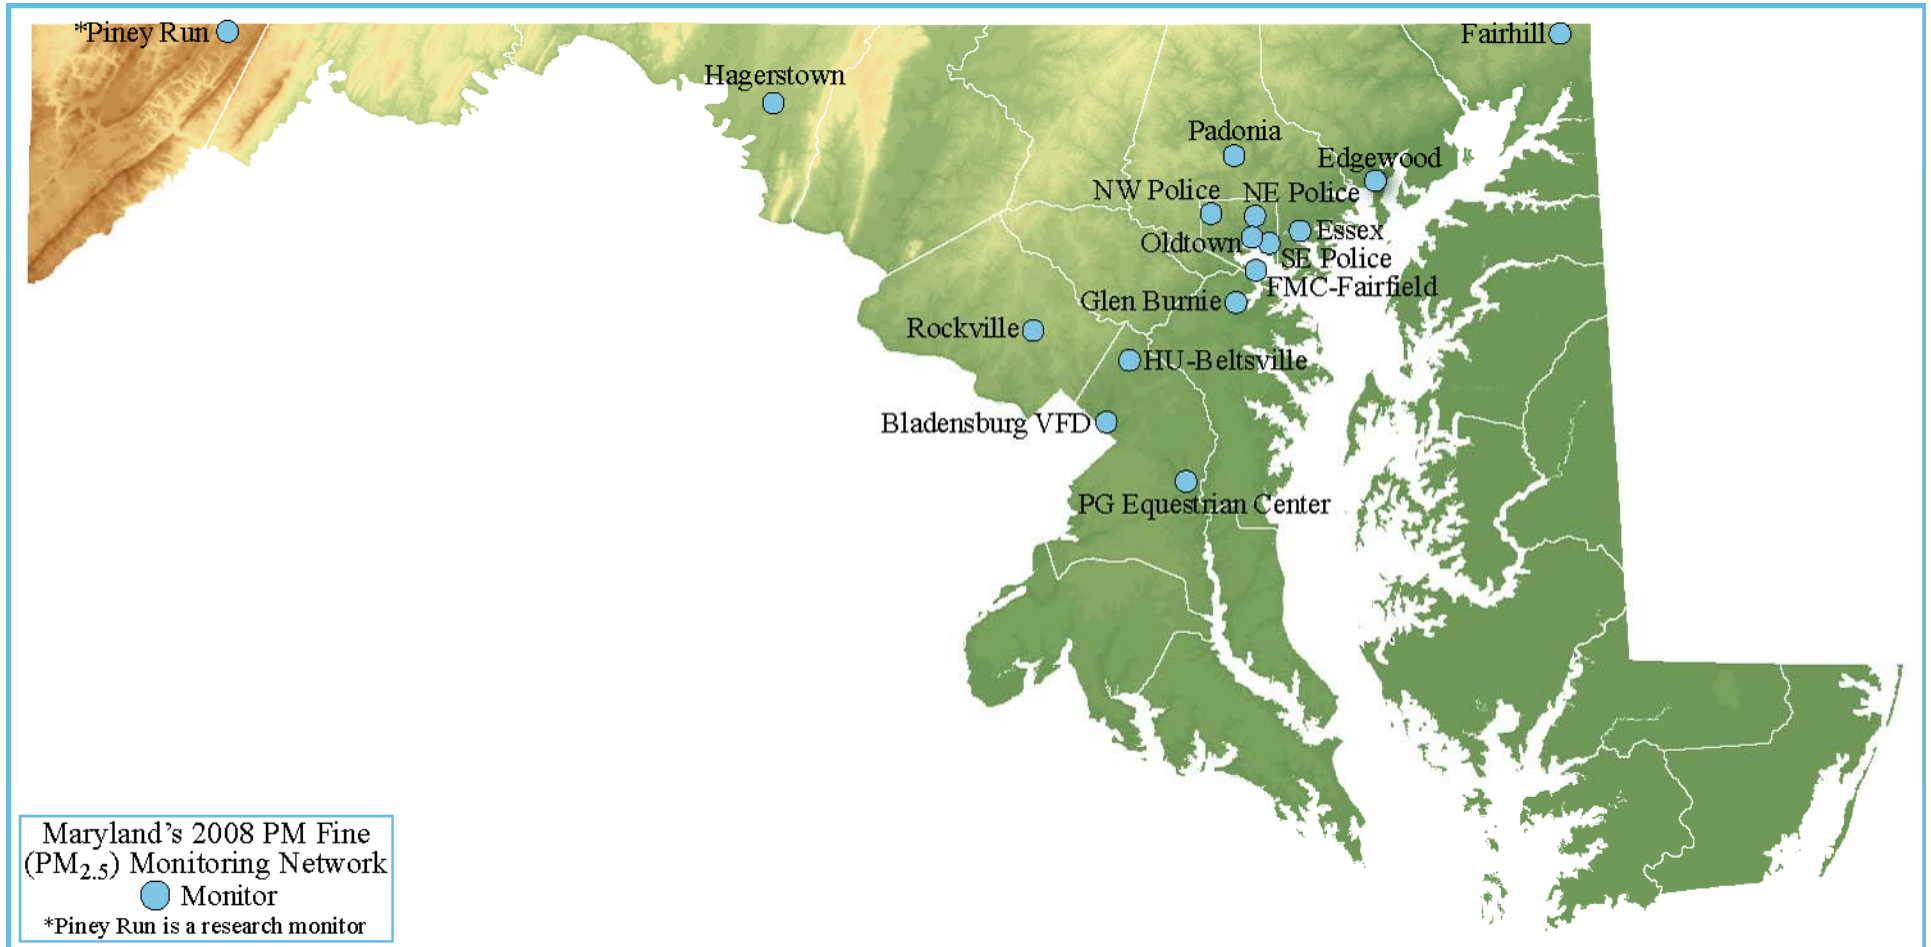 *Piney Run
Fairhill
Hagerstown
Padonia
Edgewood
NW Police
NE Police
Essex
Oldtown
SE Police
FMC-Fairfield
Glen Burnie
Rockville
HU-Beltsville
Bladensburg VFD
PG Equestrian Center
Maryland's 2008 PM Fine
(PM2.5) Monitoring Network
Monitor
*Piney Run is a research monitor